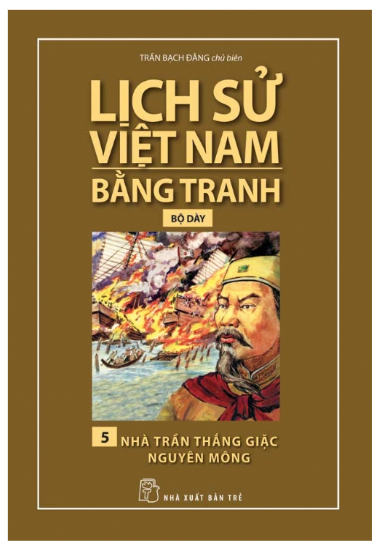 TRẦN BẠCH ĐẰNG chủ biên
LỊCH SỬ
VIỆT NAM
BẰNG TRANH
BỘ DÀY
5 NHÀ TRẦN THẮNG GIẶC
NGUYÊN MÔNG
NHÀ XUẤT BẢN TRẺ